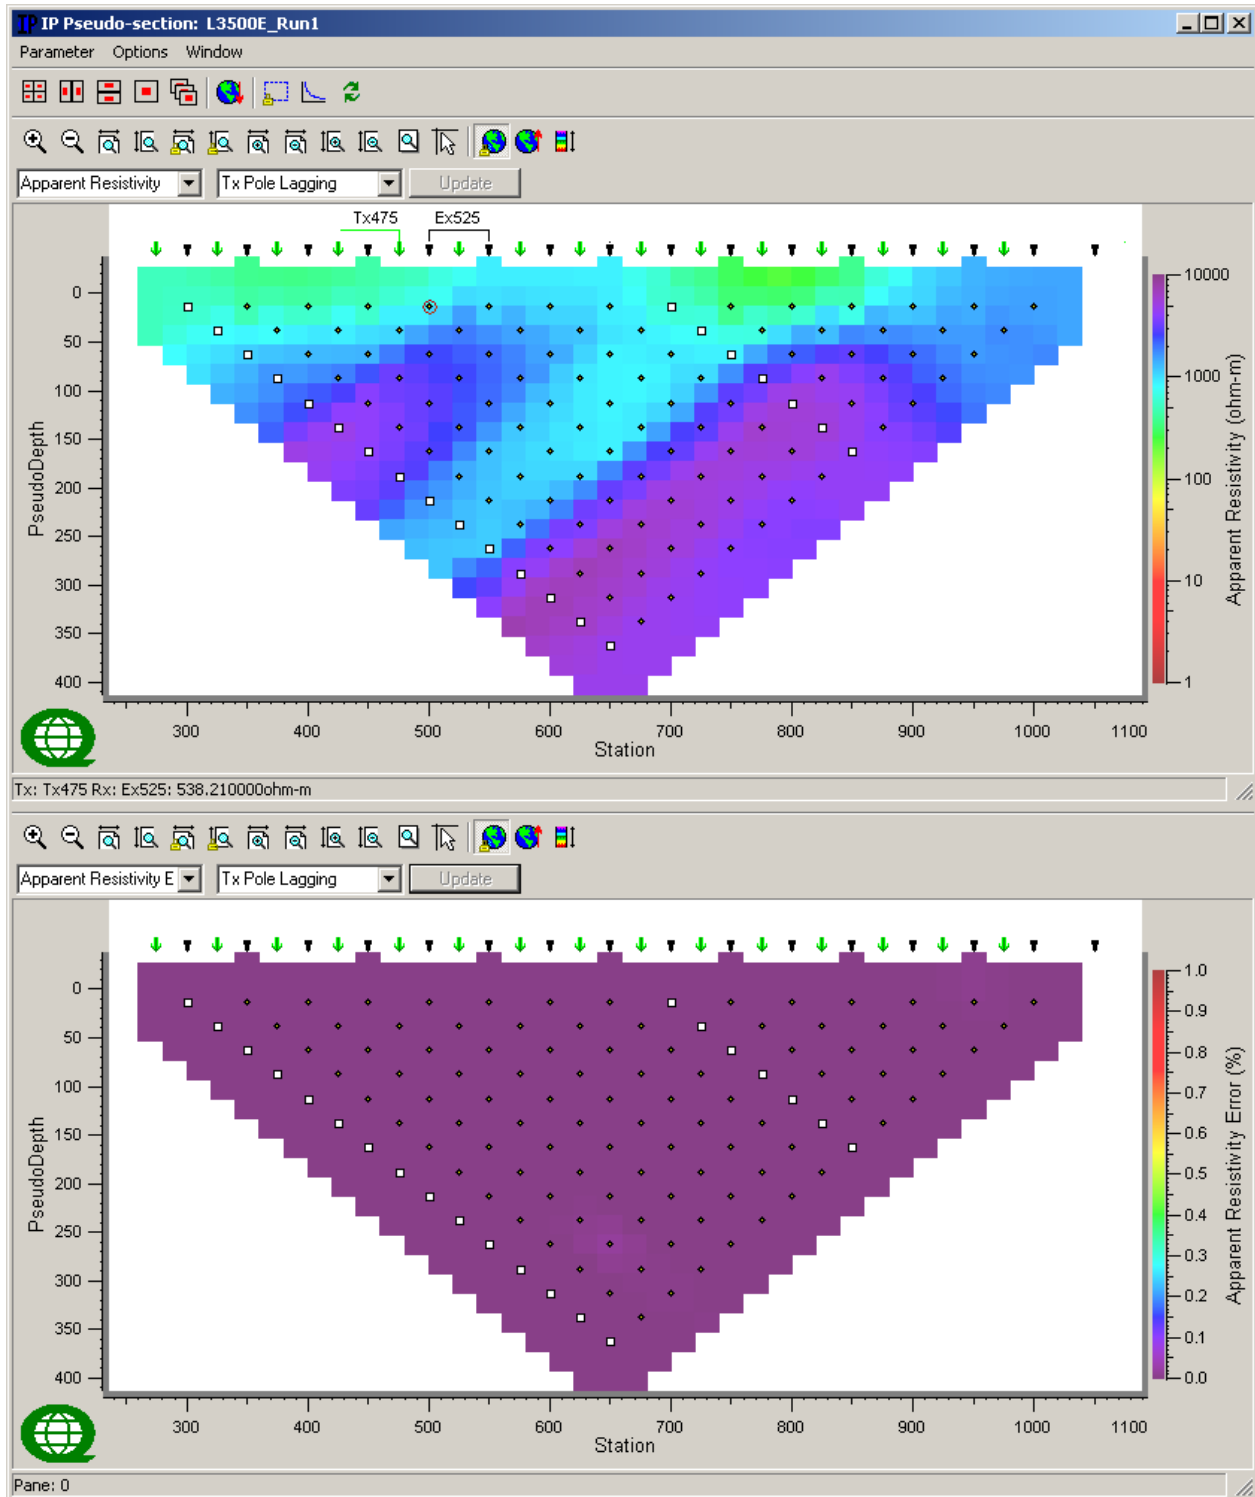 IP Pseudo-section: L3500E_Run1
Parameter Options Window
Apparent Resistivity Tx Pole Lagging Update
Tx475 Ex525
0
50
100
150
200
250
300
350
400
PseudoDepth
300 400 500 600 700 800 900 1000 1100
Station
10000
1000
100
10
1
Apparent Resistivity (ohm-m)
Tx: Tx475 Rx: Ex525: 538.210000ohm-m
Apparent Resistivity E Tx Pole Lagging Update
0
50
100
150
200
250
300
350
400
PseudoDepth
300 400 500 600 700 800 900 1000 1100
Station
1.0
0.9
0.8
0.7
0.6
0.5
0.4
0.3
0.2
0.1
0.0
Apparent Resistivity Error (%)
Pane: 0